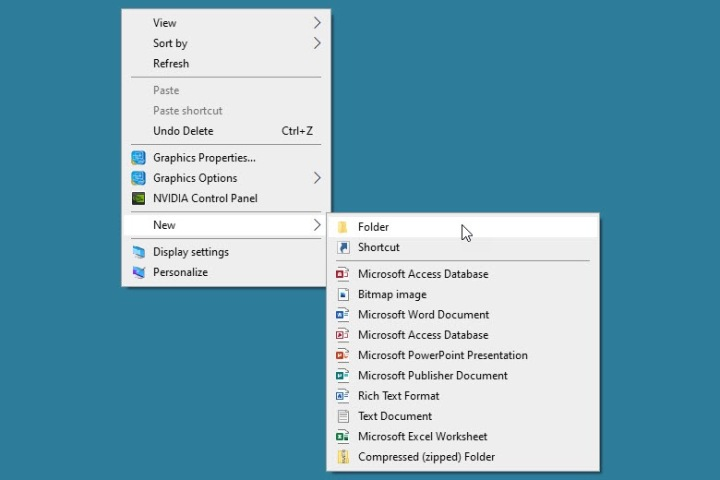 View
Sort by
Refresh
Paste
Paste shortcut
Undo Delete Ctrl+Z
Graphics Properties...
Graphics Options
NVIDIA Control Panel
New
Display settings
Personalize
Folder
Shortcut
Microsoft Access Database
Bitmap image
Microsoft Word Document
Microsoft Access Database
Microsoft PowerPoint Presentation
Microsoft Publisher Document
Rich Text Format
Text Document
Microsoft Excel Worksheet
Compressed (zipped) Folder